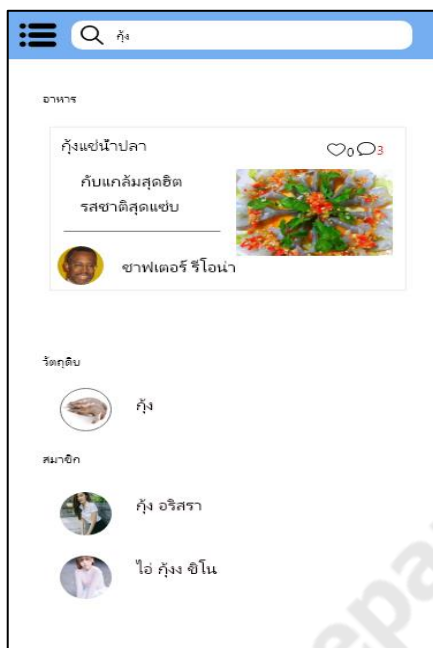 กุ้ง
อาหาร
กุ้งแช่น้ำปลา
0 3
กับแกล้มสุดฮิต
รสชาติสุดแซ่บ
ชาฟเตอร์ รีโอน่า
วัตถุดิบ
กุ้ง
สมาชิก
กุ้ง อริสรา
ไอ่ กุ้งง ชิโน